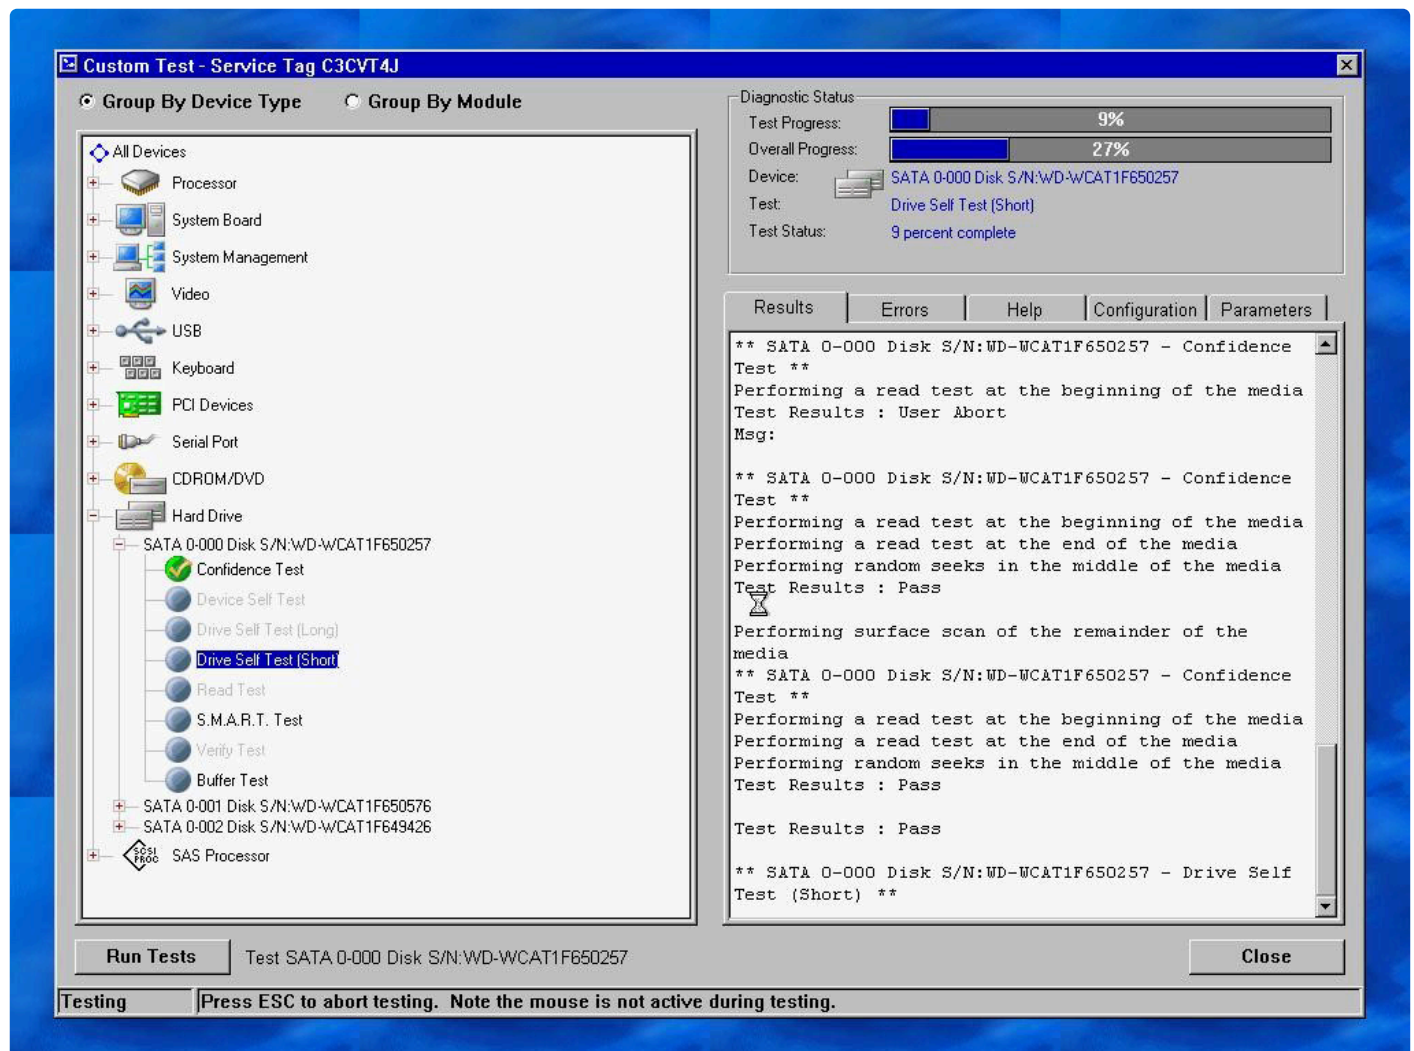 Custom Test - Service Tag C3CVT4J
Group By Device Type Group By Module
All Devices
Processor
System Board
System Management
Video
USB
Keyboard
PCI Devices
Serial Port
CDROM/DVD
Hard Drive
SATA 0-000 Disk S/N:WD-WCAT1F650257
Confidence Test
Device Self Test
Drive Self Test (Long)
Drive Self Test (Short)
Read Test
S.M.A.R.T. Test
Verify Test
Buffer Test
SATA 0-001 Disk S/N:WD-WCAT1F650576
SATA 0-002 Disk S/N:WD-WCAT1F649426
SCSI
PROC
SAS Processor
Diagnostic Status
Test Progress: 9%
Overall Progress: 27%
Device: SATA 0-000 Disk S/N:WD-WCAT1F650257
Test: Drive Self Test (Short)
Test Status: 9 percent complete
Results Errors Help Configuration Parameters
** SATA 0-000 Disk S/N:WD-WCAT1F650257 - Confidence
Test **
Performing a read test at the beginning of the media
Test Results : User Abort
Msg:
** SATA 0-000 Disk S/N:WD-WCAT1F650257 - Confidence
Test **
Performing a read test at the beginning of the media
Performing a read test at the end of the media
Performing random seeks in the middle of the media
Test Results : Pass
Performing surface scan of the remainder of the
media
** SATA 0-000 Disk S/N:WD-WCAT1F650257 - Confidence
Test **
Performing a read test at the beginning of the media
Performing a read test at the end of the media
Performing random seeks in the middle of the media
Test Results : Pass
Test Results : Pass
** SATA 0-000 Disk S/N:WD-WCAT1F650257 - Drive Self
Test (Short) **
Run Tests Test SATA 0-000 Disk S/N:WD-WCAT1F650257 Close
Testing Press ESC to abort testing. Note the mouse is not active during testing.